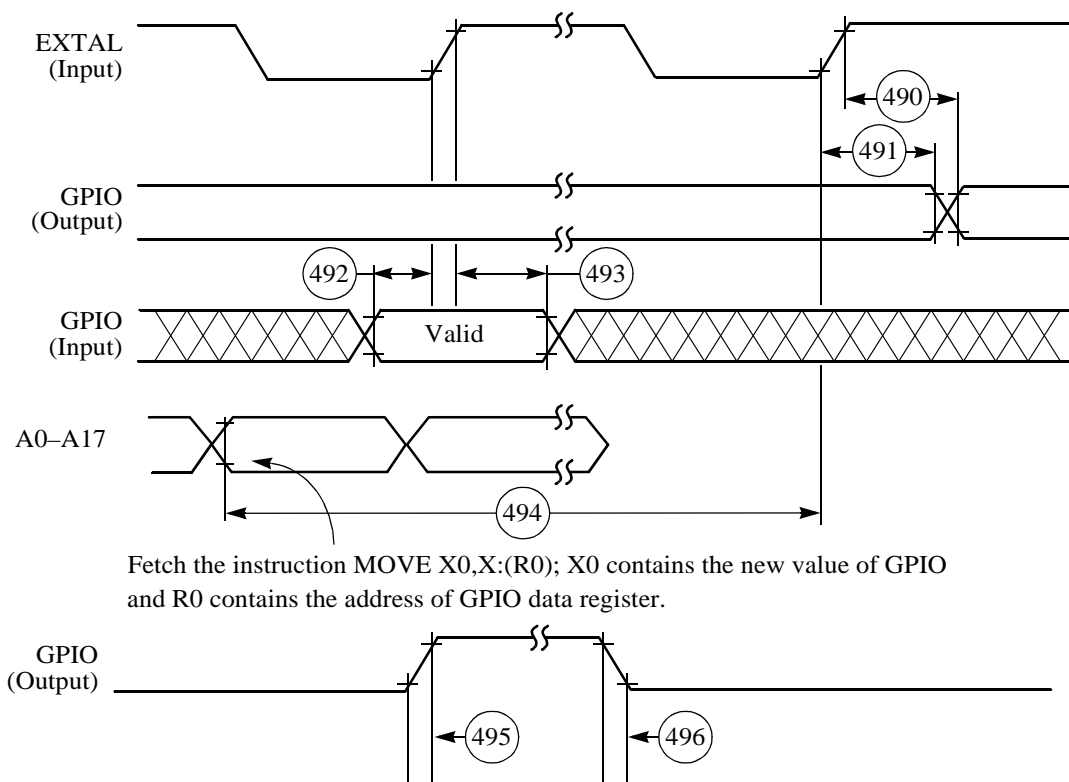 EXTAL
(Input)
490
491
GPIO
(Output)
492
493
GPIO
(Input)
Valid
A0–A17
494
Fetch the instruction MOVE X0,X:(R0); X0 contains the new value of GPIO
and R0 contains the address of GPIO data register.
GPIO
(Output)
495
496